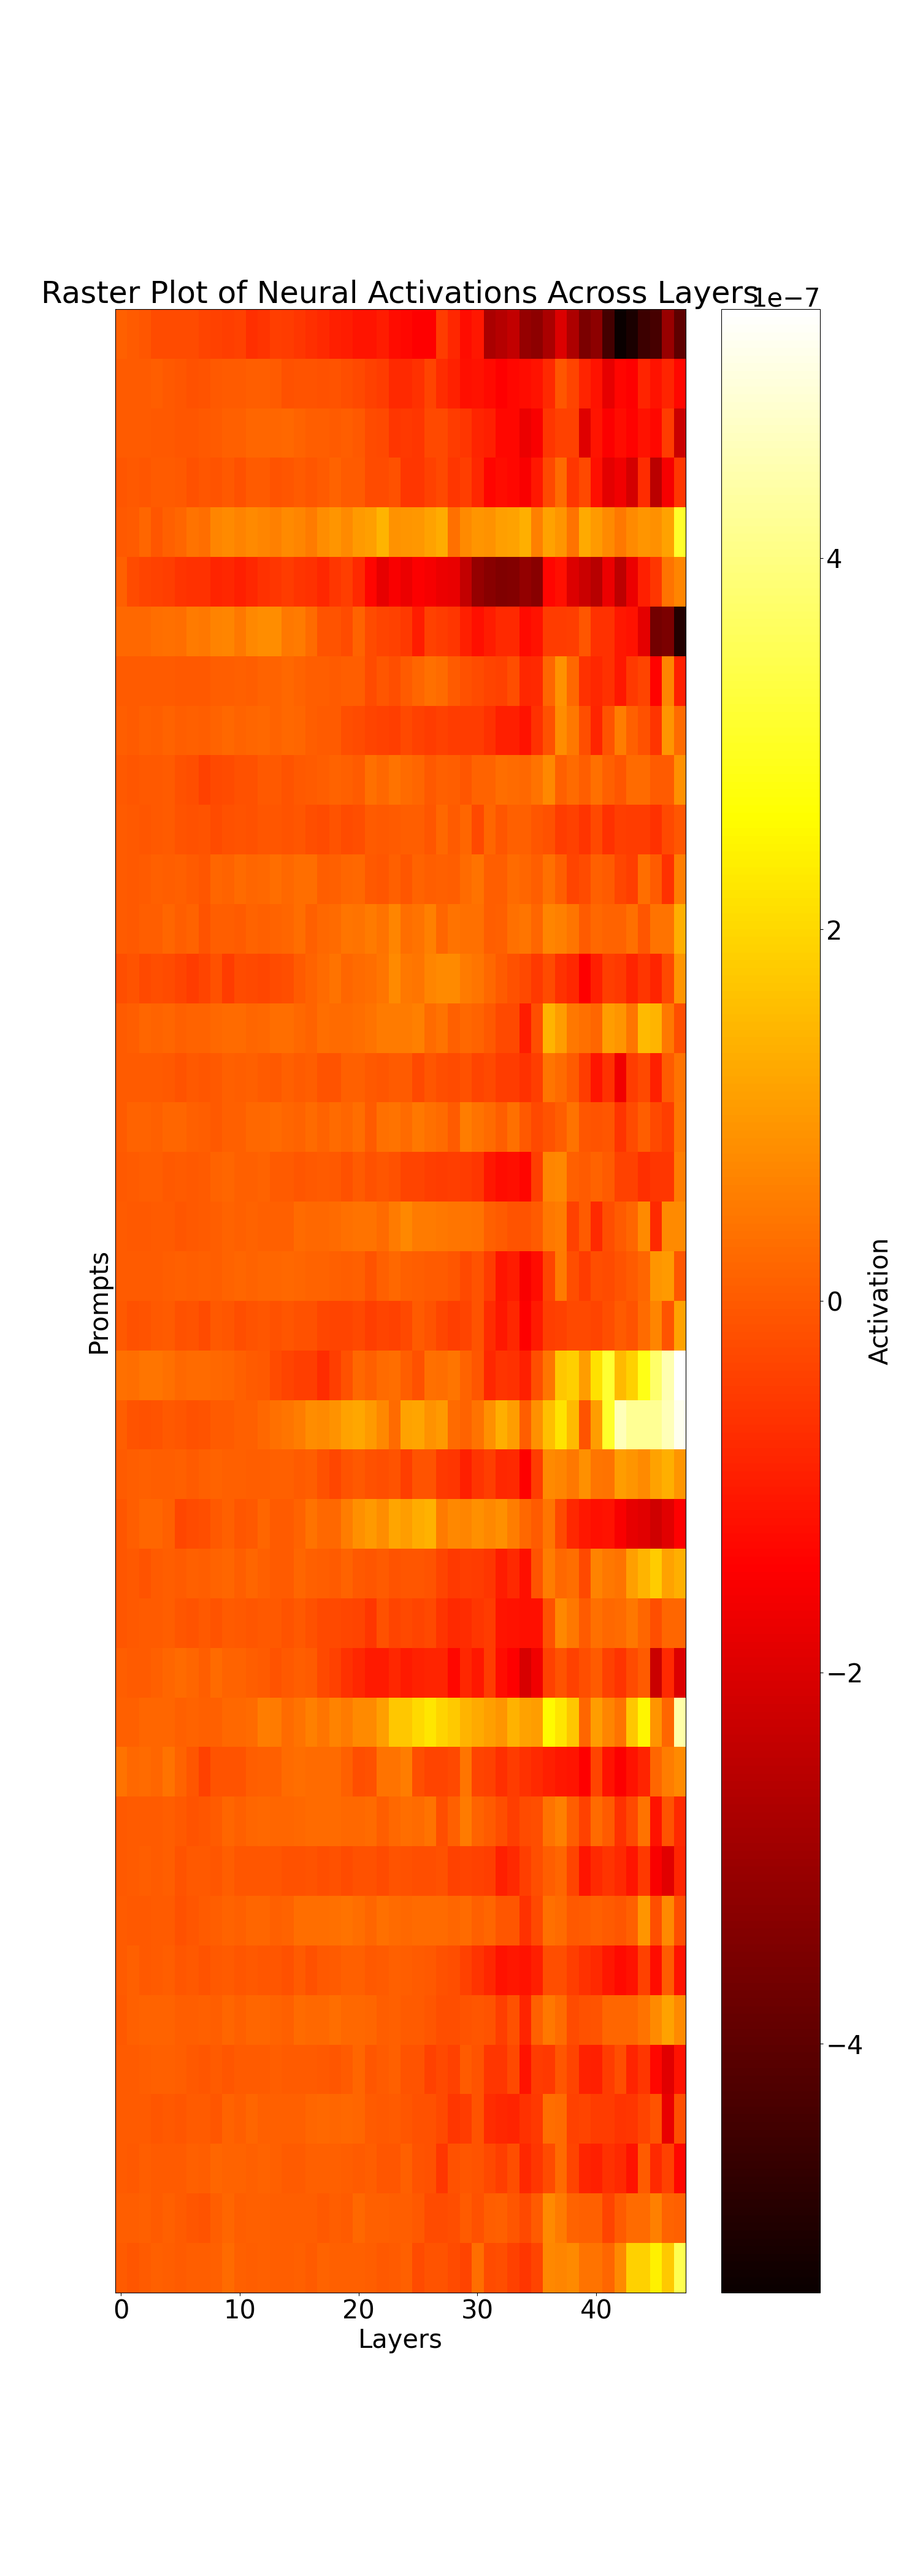 Raster Plot of Neural Activations Across Layers
1e−7
4
2
0
−2
−4
Activation
Prompts
0 10 20 30 40
Layers